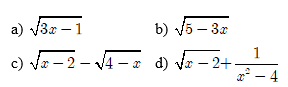 a) √(3x − 1) b) √(5 − 3x)
c) √(x − 2) − √(4 − x) d) √(x − 2) + 1/(x² − 4)